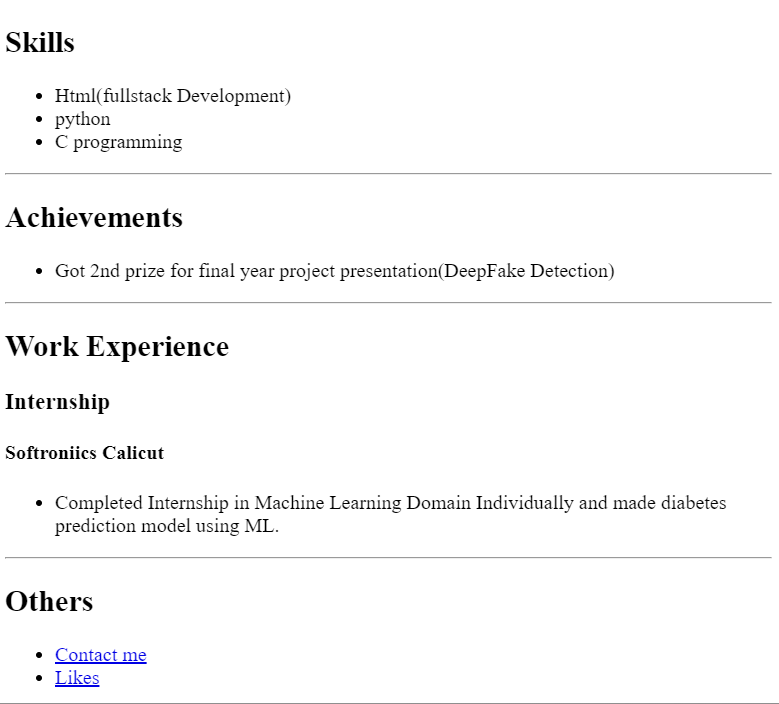 Skills
Html(fullstack Development)
python
C programming
Achievements
Got 2nd prize for final year project presentation(DeepFake Detection)
Work Experience
Internship
Softroniics Calicut
Completed Internship in Machine Learning Domain Individually and made diabetes
prediction model using ML.
Others
Contact me
Likes